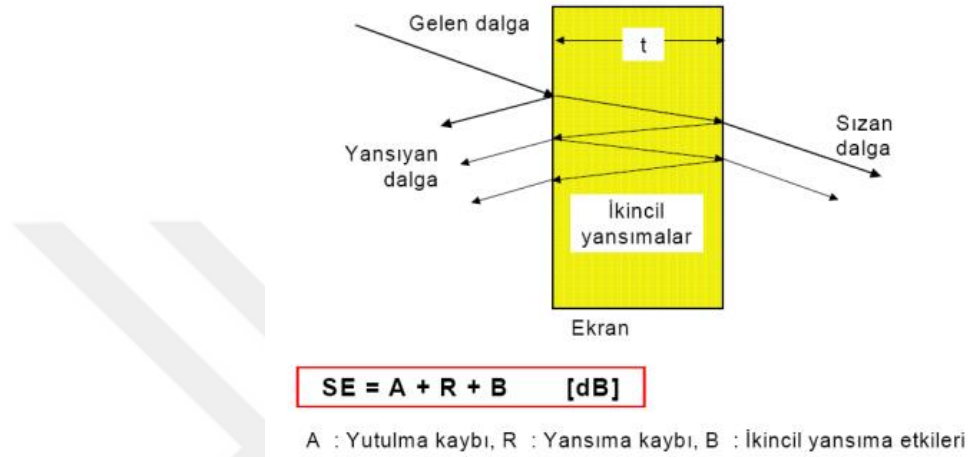 Gelen dalga
t
Yansıyan
dalga
Sızan
dalga
İkincil
yansımalar
Ekran
SE = A + R + B [dB]
A : Yutulma kaybı, R : Yansıma kaybı, B : İkincil yansıma etkileri